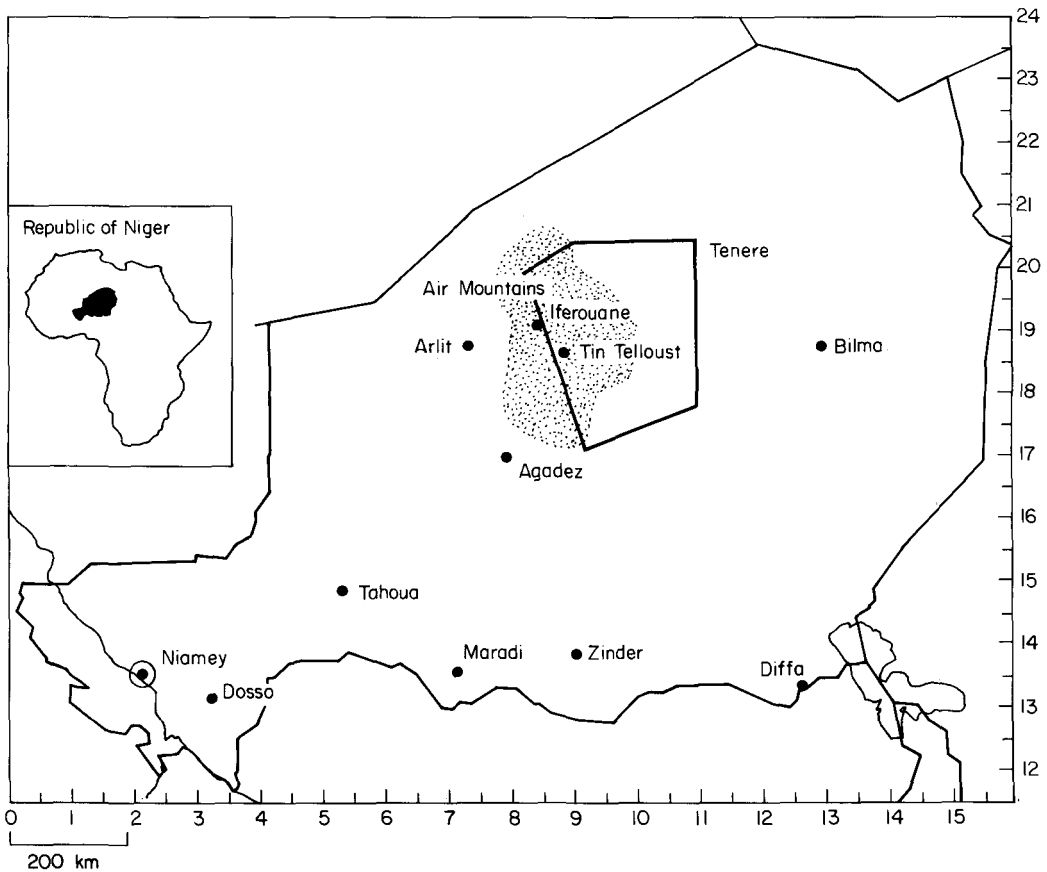 24
23
22
21
Republic of Niger
Tenere
20
Air Mountains
Iferouane
19
Arlit
Tin Telloust
Bilma
18
17
Agadez
16
15
Tahoua
14
Niamey
Maradi
Zinder
Diffa
Dosso
13
12
0 1 2 3 4 5 6 7 8 9 10 11 12 13 14 15
200 km